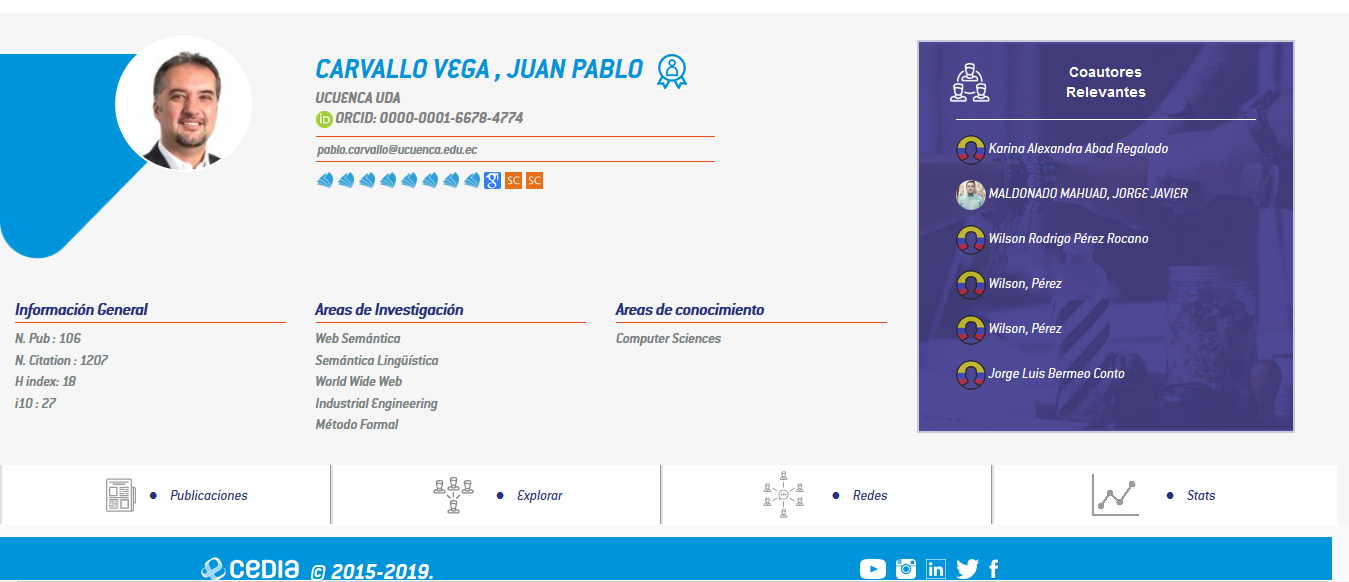 CARVALLO VEGA , JUAN PABLO
UCUENCA UDA
iD ORCID: 0000-0001-6678-4774
pablo.carvallo@ucuenca.edu.ec
g SC SC
Coautores
Relevantes
Karina Alexandra Abad Regalado
MALDONADO MAHUAD, JORGE JAVIER
Wilson Rodrigo Pérez Rocano
Wilson, Pérez
Wilson, Pérez
Jorge Luis Bermeo Conto
Información General
N. Pub : 106
N. Citation : 1207
H index: 18
i10 : 27
Areas de Investigación
Web Semántica
Semántica Lingüística
World Wide Web
Industrial Engineering
Método Formal
Areas de conocimiento
Computer Sciences
Publicaciones
Explorar
Redes
Stats
CEDIA © 2015-2019.